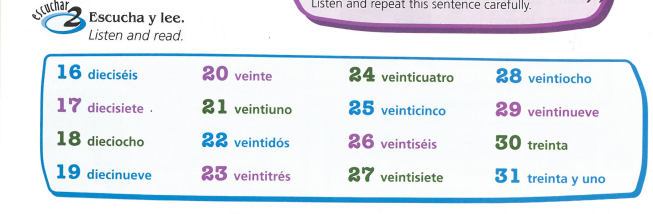 Listen and repeat this sentence carefully.
escuchar
2 Escucha y lee.
Listen and read.
16 dieciséis 20 veinte 24 veinticuatro 28 veintiocho
17 diecisiete 21 veintiuno 25 veinticinco 29 veintinueve
18 dieciocho 22 veintidós 26 veintiséis 30 treinta
19 diecinueve 23 veintitrés 27 veintisiete 31 treinta y uno